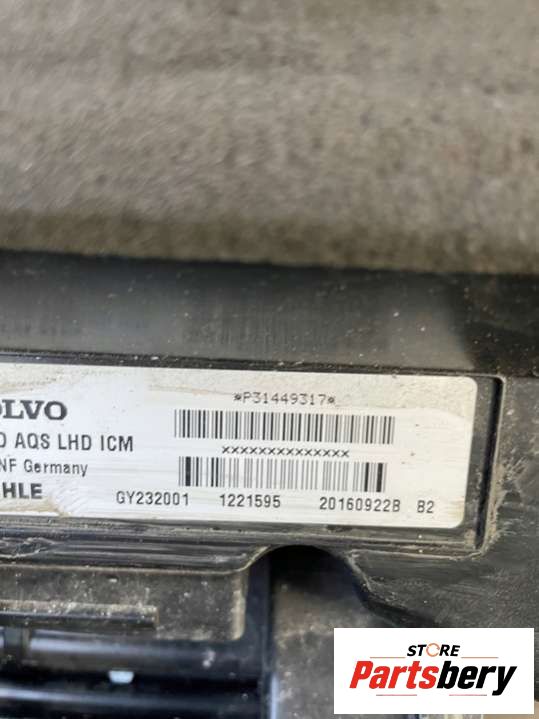 *P31449317*
OLVO
AQS LHD ICM
xxxxxxxxxxxxxx
NF Germany
HLE
GY232001 1221595 20160922B B2
STORE
Partsbery